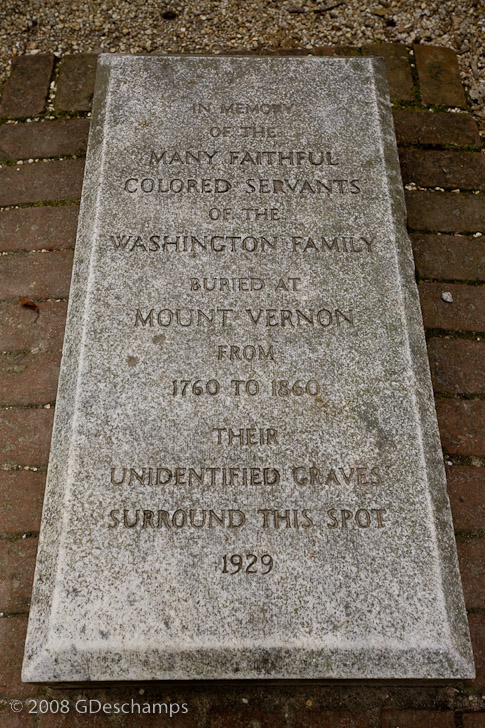 IN MEMORY
OF THE
MANY FAITHFUL
COLORED SERVANTS
OF THE
WASHINGTON FAMILY
BURIED AT
MOUNT VERNON
FROM
1760 TO 1860
THEIR
UNIDENTIFIED GRAVES
SURROUND THIS SPOT
1929
© 2008 GDeschamps